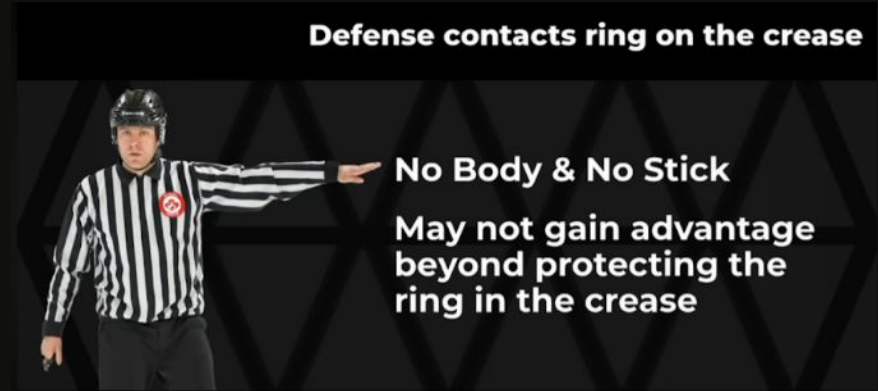 Defense contacts ring on the crease
No Body & No Stick
May not gain advantage
beyond protecting the
ring in the crease